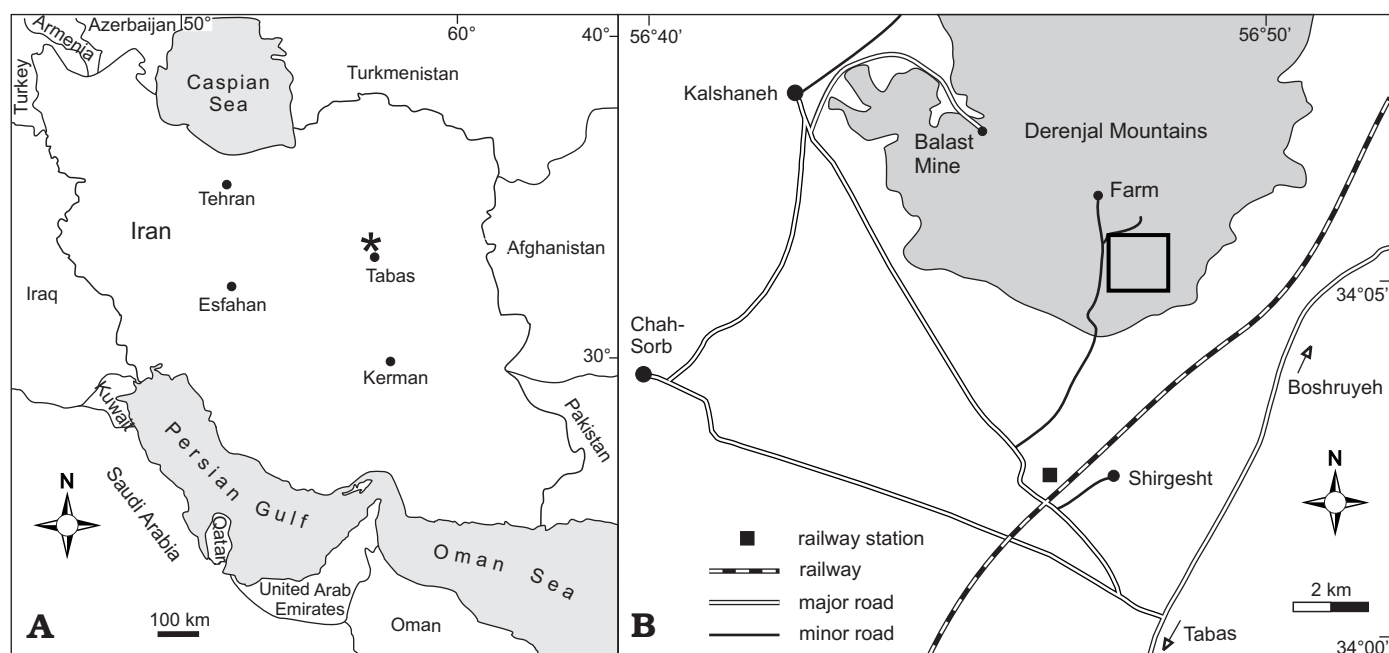 Azerbaijan
50°
60°
40°
Armenia
Turkey
Caspian
Sea
Turkmenistan
Tehran
Iran
*
Tabas
Afghanistan
Iraq
Esfahan
30°
Kerman
Kuwait
Pakistan
Persian Gulf
N
Saudi Arabia
Qatar
Oman Sea
United Arab
Emirates
Oman
A
100 km
56°40'
56°50'
Kalshaneh
Balast
Mine
Derenjal Mountains
Farm
34°05'
Chah-
Sorb
Boshruyeh
Shirgesht
N
railway station
railway
major road
minor road
2 km
B
Tabas
34°00'